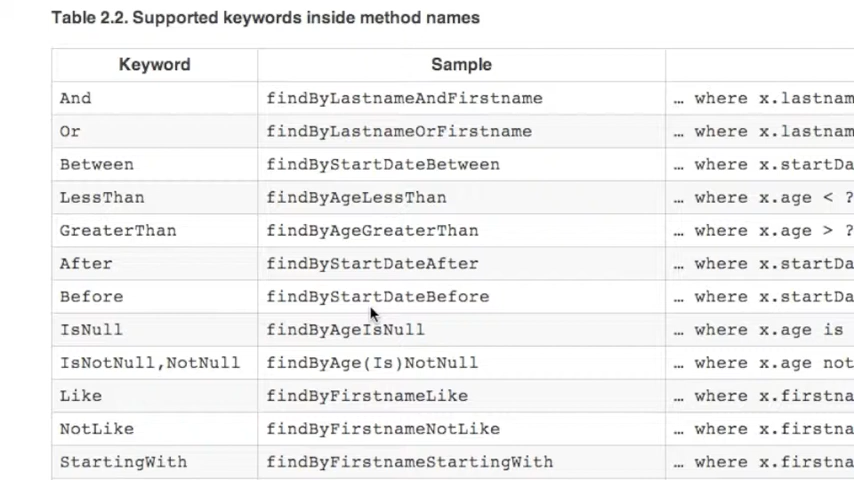 Table 2.2. Supported keywords inside method names
Keyword Sample
And findByLastnameAndFirstname … where x.lastnam
Or findByLastnameOrFirstname … where x.lastnam
Between findByStartDateBetween … where x.startDa
LessThan findByAgeLessThan … where x.age < ?
GreaterThan findByAgeGreaterThan … where x.age > ?
After findByStartDateAfter … where x.startDa
Before findByStartDateBefore … where x.startDa
IsNull findByAgeIsNull … where x.age is
IsNotNull,NotNull findByAge(Is)NotNull … where x.age not
Like findByFirstnameLike … where x.firstna
NotLike findByFirstnameNotLike … where x.firstna
StartingWith findByFirstnameStartingWith … where x.firstna